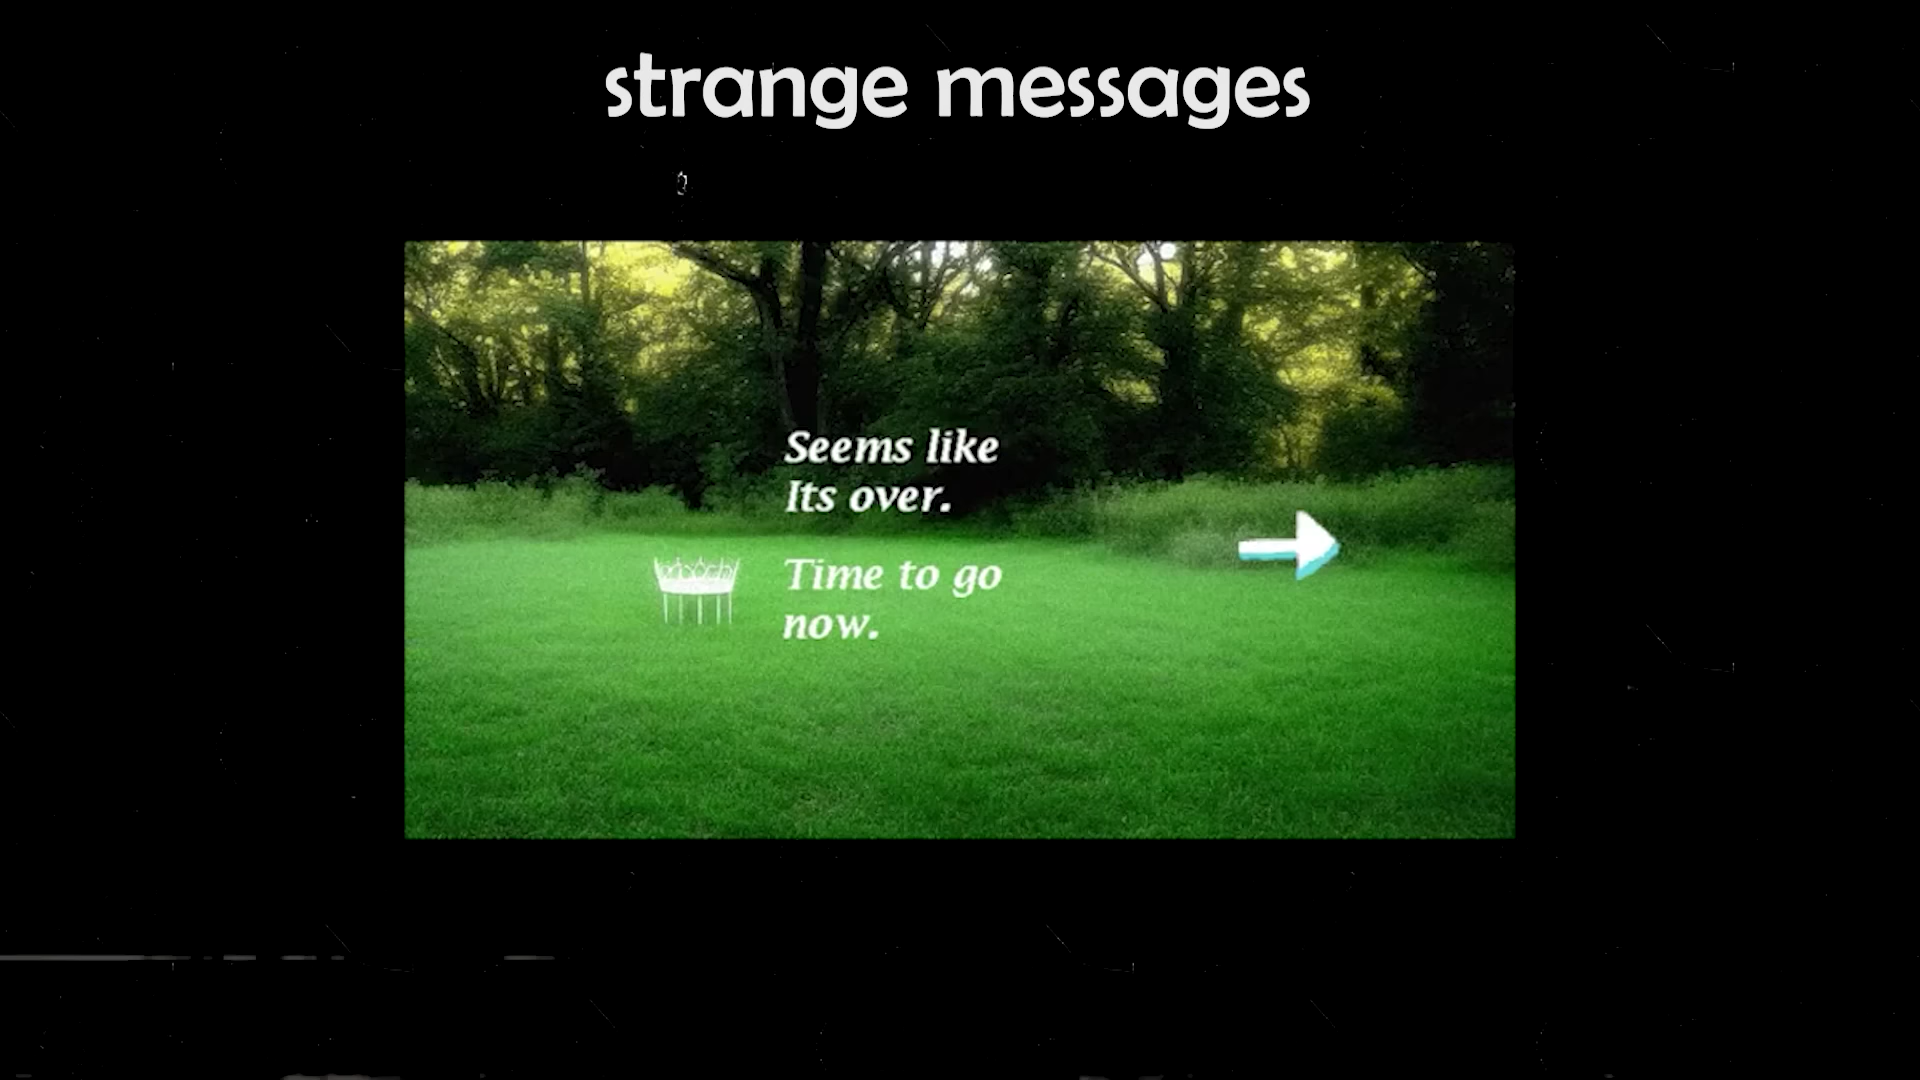 strange messages
Seems like
Its over.
Time to go
now.